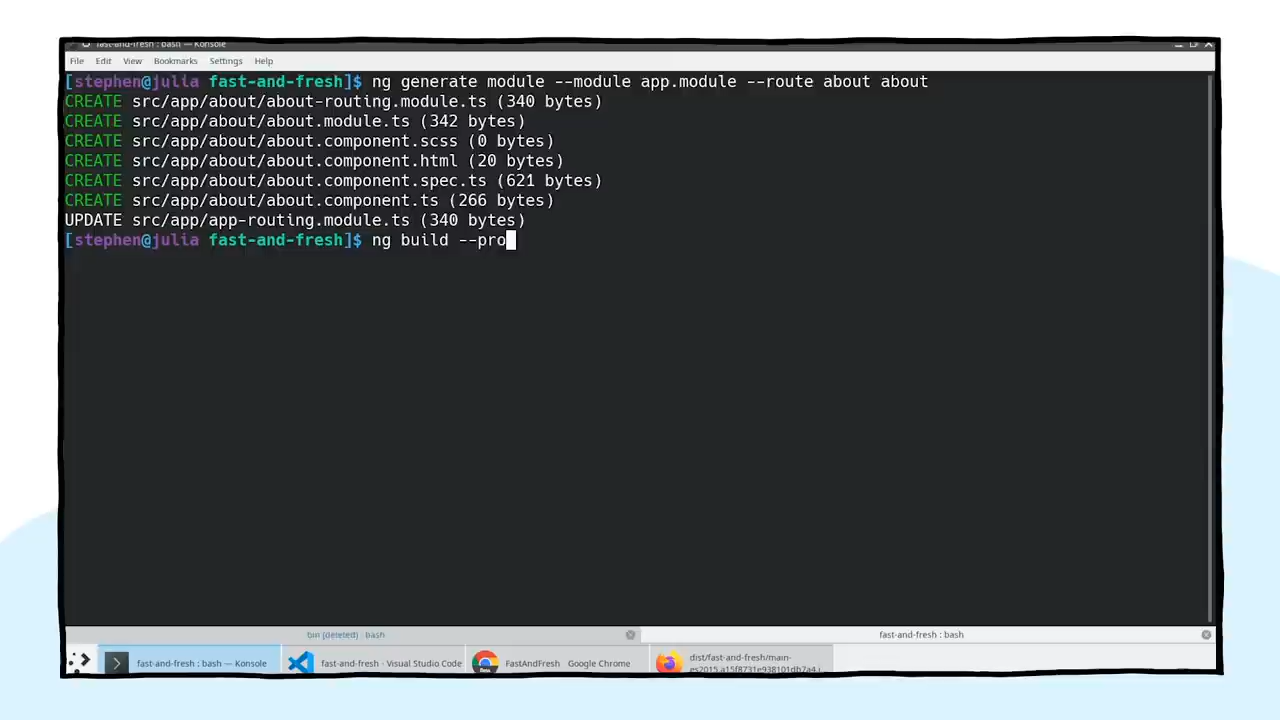 fast-and-fresh : bash — Konsole
File Edit View Bookmarks Settings Help
[stephen@julia fast-and-fresh]$ ng generate module --module app.module --route about about
CREATE src/app/about/about-routing.module.ts (340 bytes)
CREATE src/app/about/about.module.ts (342 bytes)
CREATE src/app/about/about.component.scss (0 bytes)
CREATE src/app/about/about.component.html (20 bytes)
CREATE src/app/about/about.component.spec.ts (621 bytes)
CREATE src/app/about/about.component.ts (266 bytes)
UPDATE src/app/app-routing.module.ts (340 bytes)
[stephen@julia fast-and-fresh]$ ng build --pro
bin (deleted) : bash
fast-and-fresh : bash
fast-and-fresh : bash — Konsole
fast-and-fresh - Visual Studio Code
FastAndFresh Google Chrome
dist/fast-and-fresh/main-